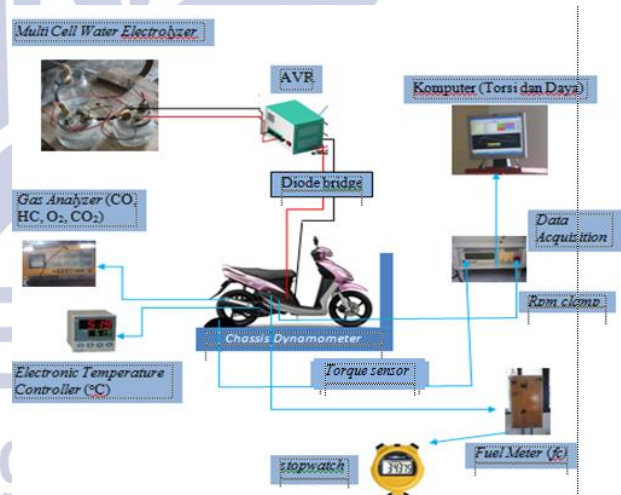 Multi Cell Water Electrolyzer
AVR
Komputer (Torsi dan Daya)
Diode bridge
Gas Analyzer (CO,
HC, O₂, CO₂)
Data
Acquisition
Rpm clamp
Chassis Dynamometer
Electronic Temperature
Controller (°C)
Torque sensor
stopwatch
Fuel Meter (fc)